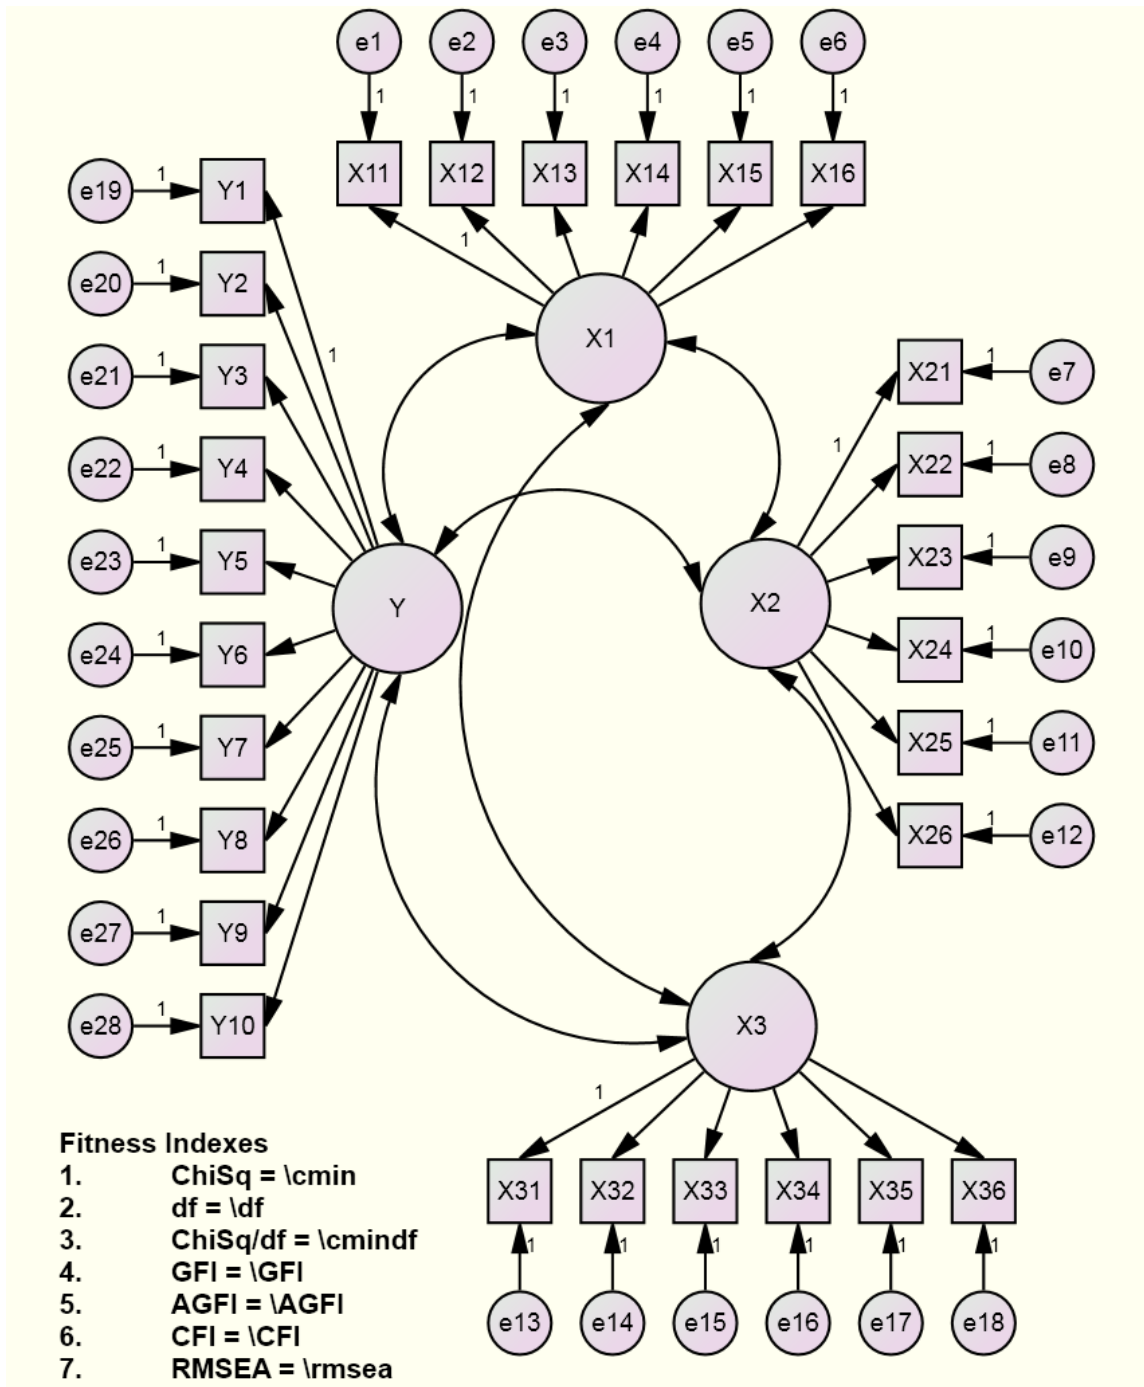 e1 e2 e3 e4 e5 e6
1 1 1 1 1 1
X11 X12 X13 X14 X15 X16
1
X1
e19 1 Y1
e20 1 Y2
e21 1 Y3
e22 1 Y4
e23 1 Y5
e24 1 Y6
e25 1 Y7
e26 1 Y8
e27 1 Y9
e28 1 Y10
1
Y
X2
1
X21 1 e7
X22 1 e8
X23 1 e9
X24 1 e10
X25 1 e11
X26 1 e12
X3
1
X31 X32 X33 X34 X35 X36
1 1 1 1 1 1
e13 e14 e15 e16 e17 e18
Fitness Indexes
1. ChiSq = \cmin
2. df = \df
3. ChiSq/df = \cmindf
4. GFI = \GFI
5. AGFI = \AGFI
6. CFI = \CFI
7. RMSEA = \rmsea